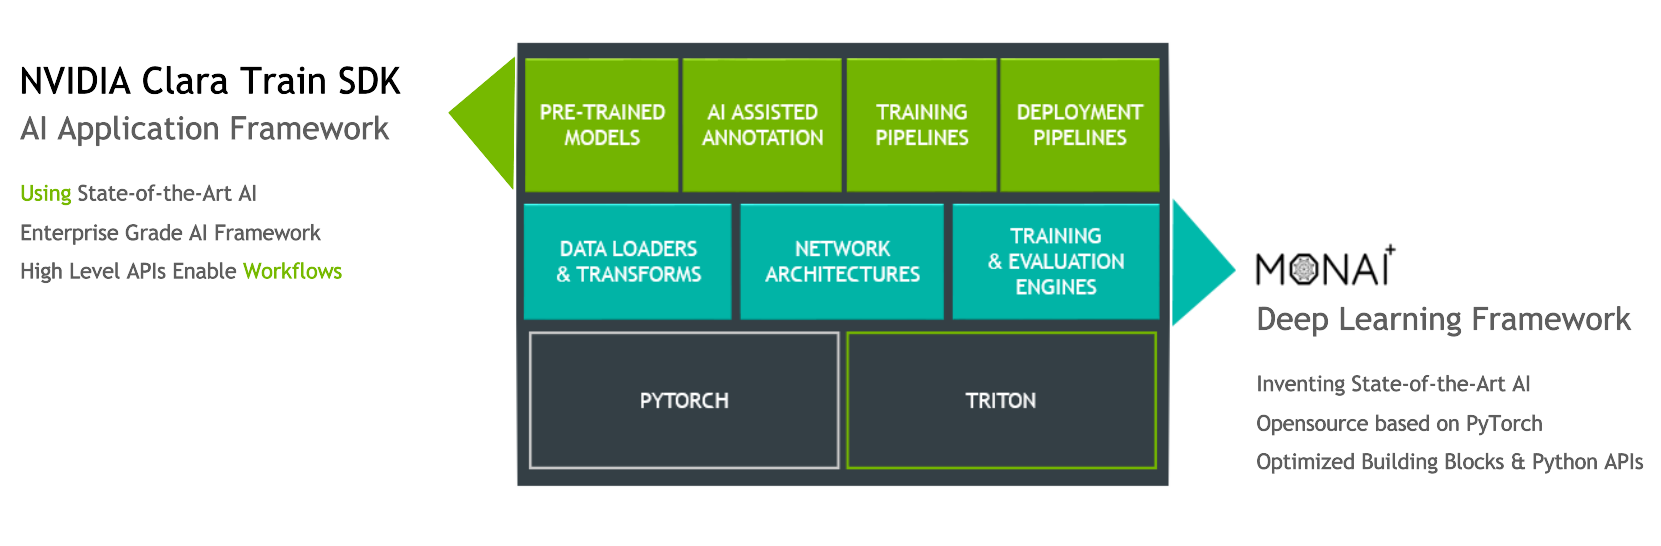 NVIDIA Clara Train SDK
AI Application Framework
Using State-of-the-Art AI
Enterprise Grade AI Framework
High Level APIs Enable Workflows
PRE-TRAINED
MODELS
AI ASSISTED
ANNOTATION
TRAINING
PIPELINES
DEPLOYMENT
PIPELINES
DATA LOADERS
& TRANSFORMS
NETWORK
ARCHITECTURES
TRAINING
& EVALUATION
ENGINES
PYTORCH
TRITON
MONAI+
Deep Learning Framework
Inventing State-of-the-Art AI
Opensource based on PyTorch
Optimized Building Blocks & Python APIs